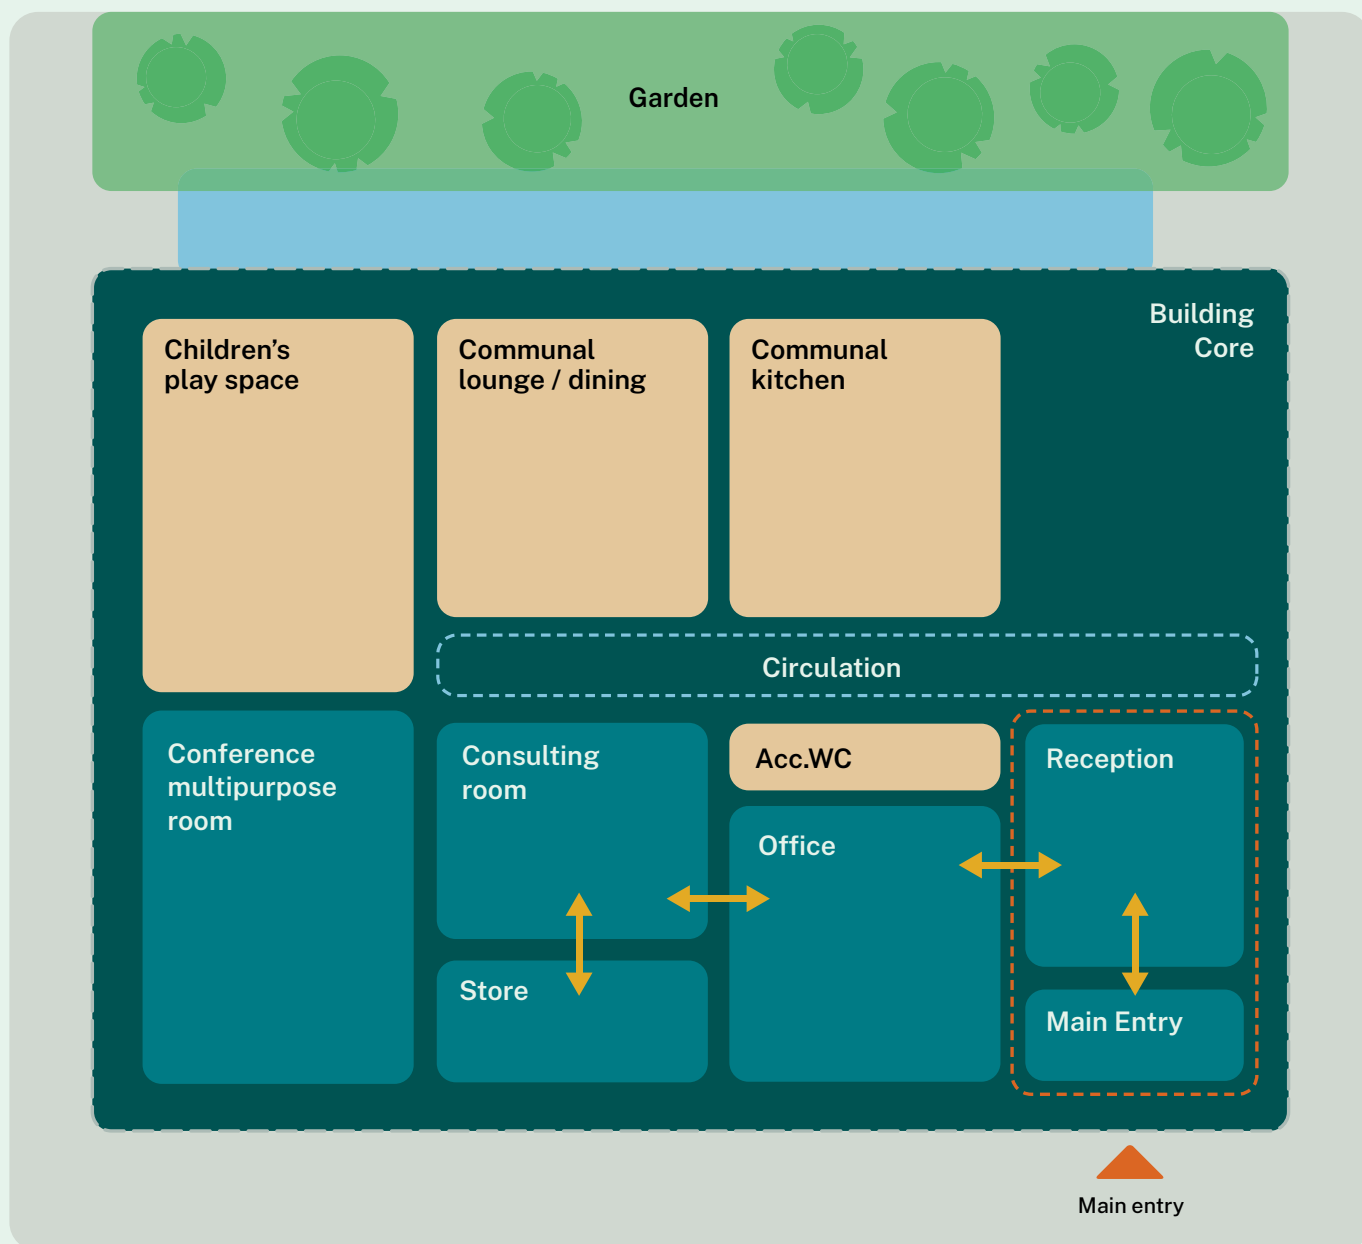 Garden
Building
Core
Children’s
play space
Communal
lounge / dining
Communal
kitchen
Circulation
Conference
multipurpose
room
Consulting
room
Acc.WC
Reception
Office
Store
Main Entry
Main entry